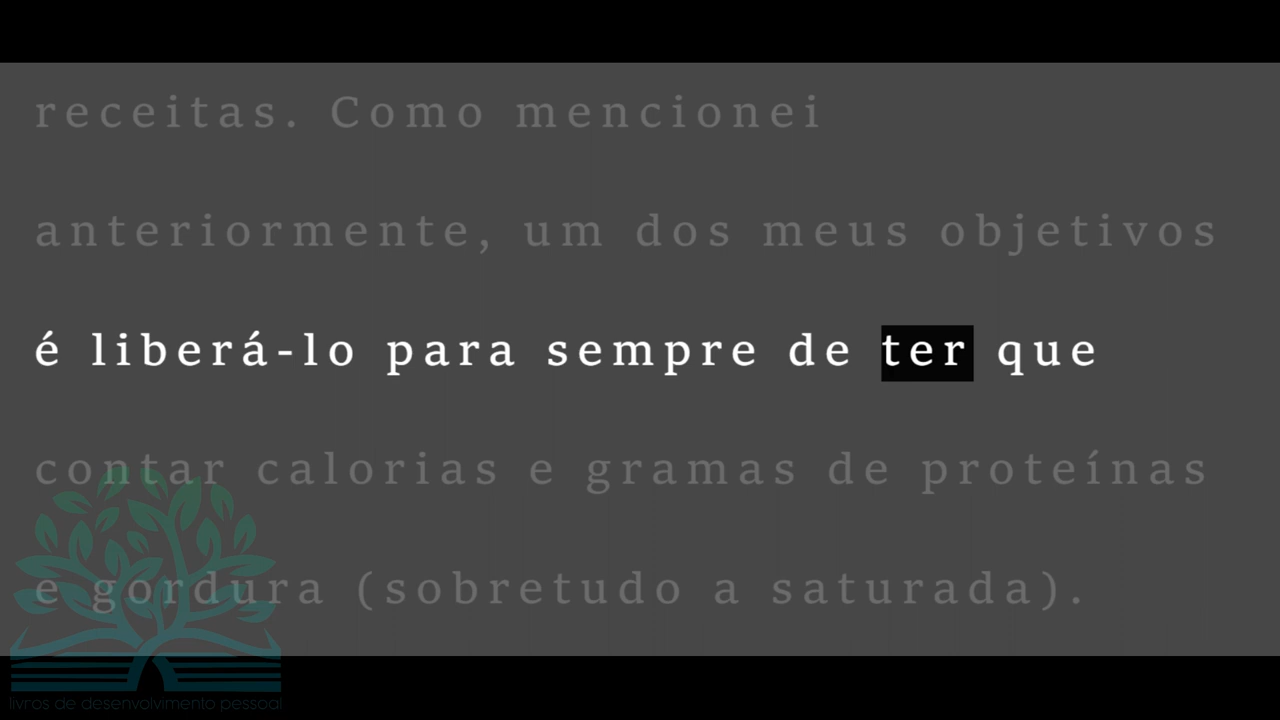 receitas. Como mencionei
anteriormente, um dos meus objetivos
é liberá-lo para sempre de ter que
contar calorias e gramas de proteínas
e gordura (sobretudo a saturada).
livros de desenvolvimento pessoal